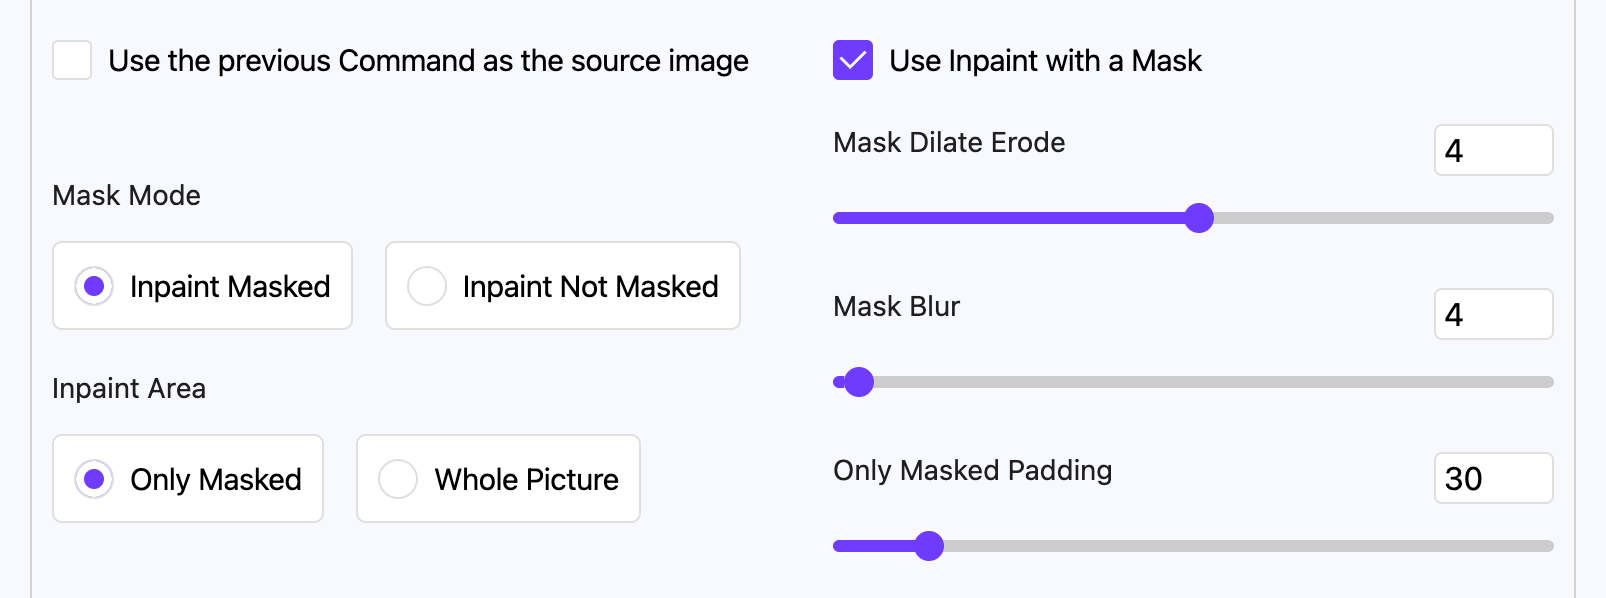 Use the previous Command as the source image
Mask Mode
Inpaint Masked
Inpaint Not Masked
Inpaint Area
Only Masked
Whole Picture
Use Inpaint with a Mask
Mask Dilate Erode
4
Mask Blur
4
Only Masked Padding
30